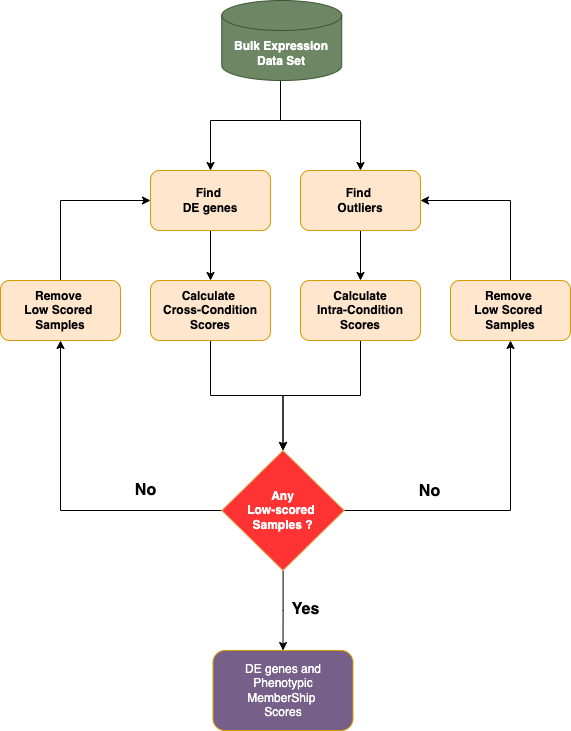 Bulk Expression
Data Set
Find
DE genes
Find
Outliers
Remove
Low Scored
Samples
Calculate
Cross-Condition
Scores
Calculate
Intra-Condition
Scores
Remove
Low Scored
Samples
Any
Low-scored
Samples ?
No
No
Yes
DE genes and
Phenotypic
MemberShip
Scores